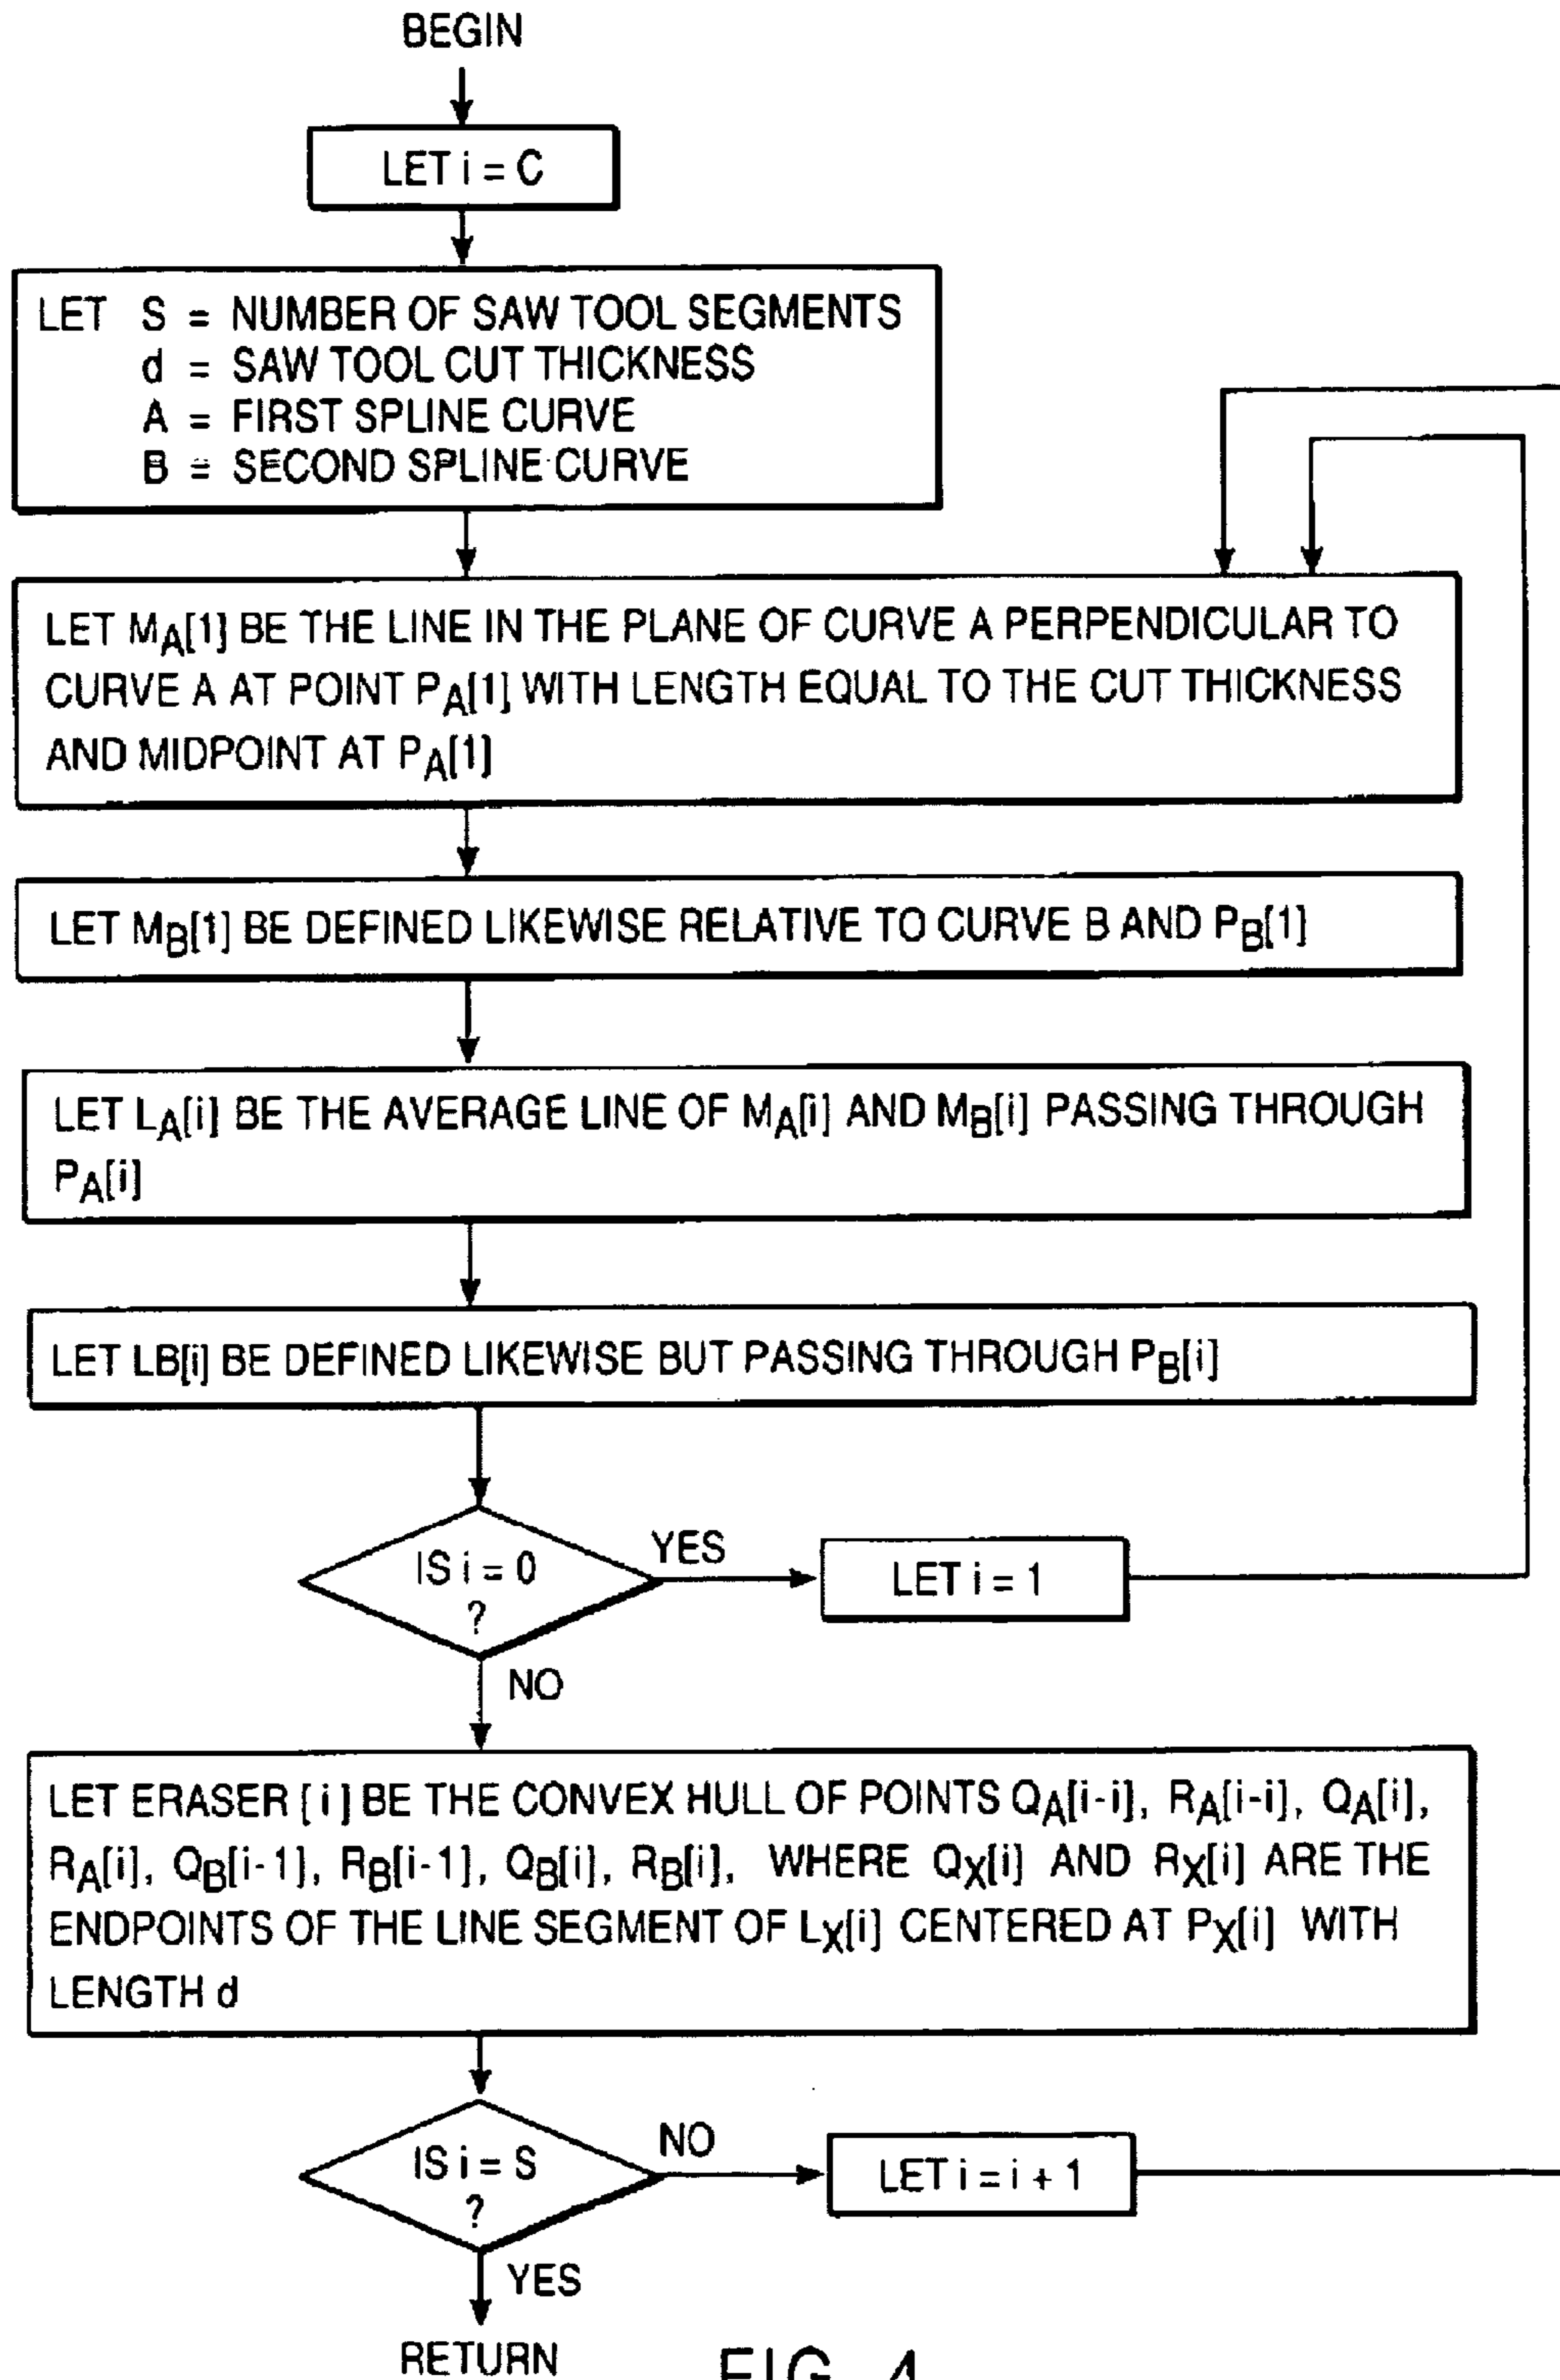 BEGIN
LET i = C
LET S = NUMBER OF SAW TOOL SEGMENTS
d = SAW TOOL CUT THICKNESS
A = FIRST SPLINE CURVE
B = SECOND SPLINE CURVE
LET MA[1] BE THE LINE IN THE PLANE OF CURVE A PERPENDICULAR TO
CURVE A AT POINT PA[1] WITH LENGTH EQUAL TO THE CUT THICKNESS
AND MIDPOINT AT PA[1]
LET MB[1] BE DEFINED LIKEWISE RELATIVE TO CURVE B AND PB[1]
LET LA[i] BE THE AVERAGE LINE OF MA[i] AND MB[i] PASSING THROUGH
PA[i]
LET LB[i] BE DEFINED LIKEWISE BUT PASSING THROUGH PB[i]
IS i = 0
?
YES
LET i = 1
NO
LET ERASER [i] BE THE CONVEX HULL OF POINTS QA[i-i], RA[i-i], QA[i],
RA[i], QB[i-1], RB[i-1], QB[i], RB[i], WHERE QX[i] AND RX[i] ARE THE
ENDPOINTS OF THE LINE SEGMENT OF LX[i] CENTERED AT PX[i] WITH
LENGTH d
IS i = S
?
NO
LET i = i + 1
YES
RETURN
FIG. 4